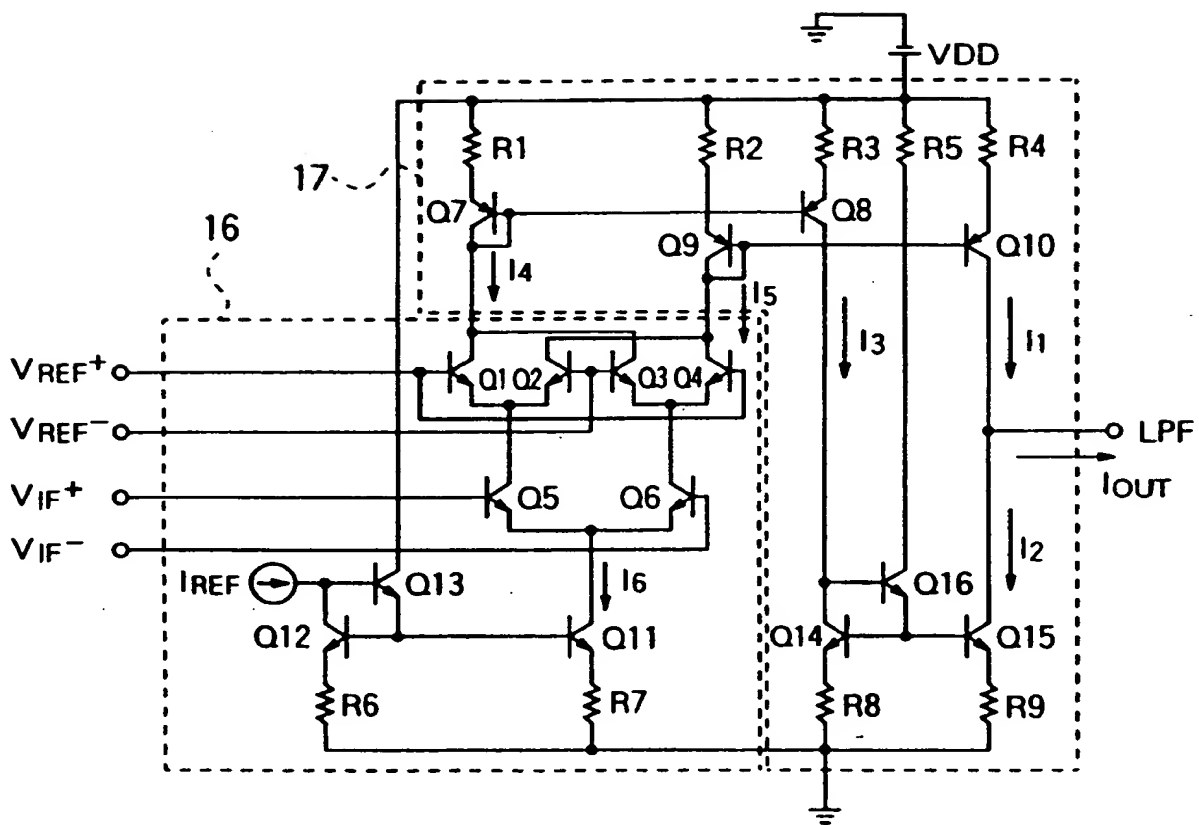 VDD
R1
R2
R3
R5
R4
17
Q7
Q8
16
Q9
Q10
I4
I5
I3
I1
VREF+
Q1
Q2
Q3
Q4
VREF-
LPF
IOUT
VIF+
Q5
Q6
VIF-
I2
IREF
Q13
I6
Q16
Q12
Q11
Q14
Q15
R6
R7
R8
R9